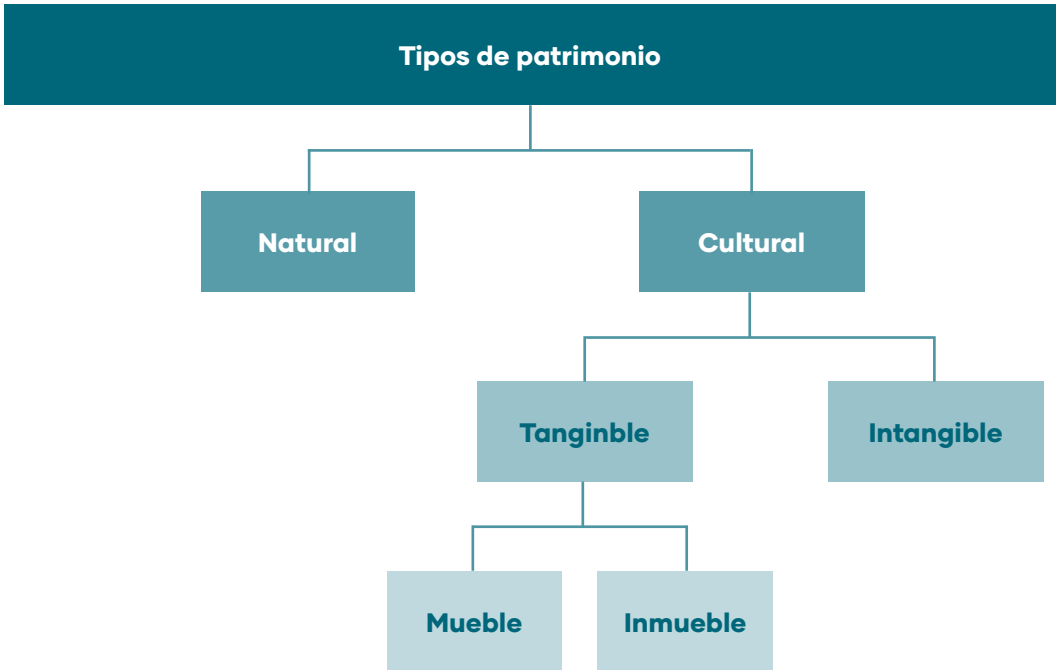 Tipos de patrimonio
Natural
Cultural
Tanginble
Intangible
Mueble
Inmueble